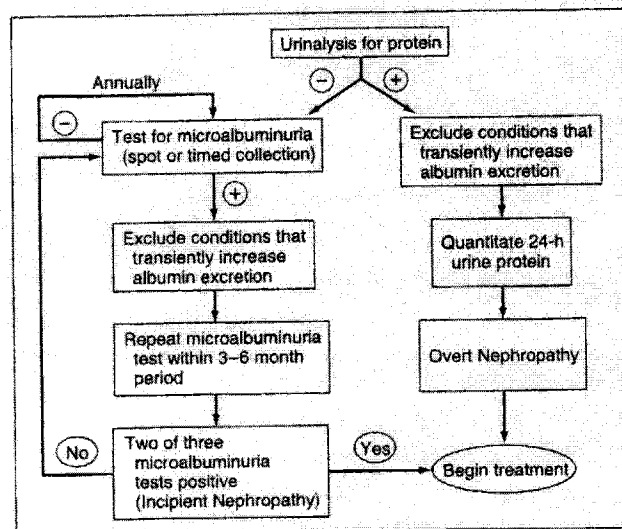 Urinalysis for protein
−
+
Annually
−
Test for microalbuminuria
(spot or timed collection)
+
Exclude conditions that
transiently increase
albumin excretion
Repeat microalbuminuria
test within 3–6 month
period
No
Two of three
microalbuminuria
tests positive
(Incipient Nephropathy)
Yes
Exclude conditions that
transiently increase
albumin excretion
Quantitate 24-h
urine protein
Overt Nephropathy
Begin treatment